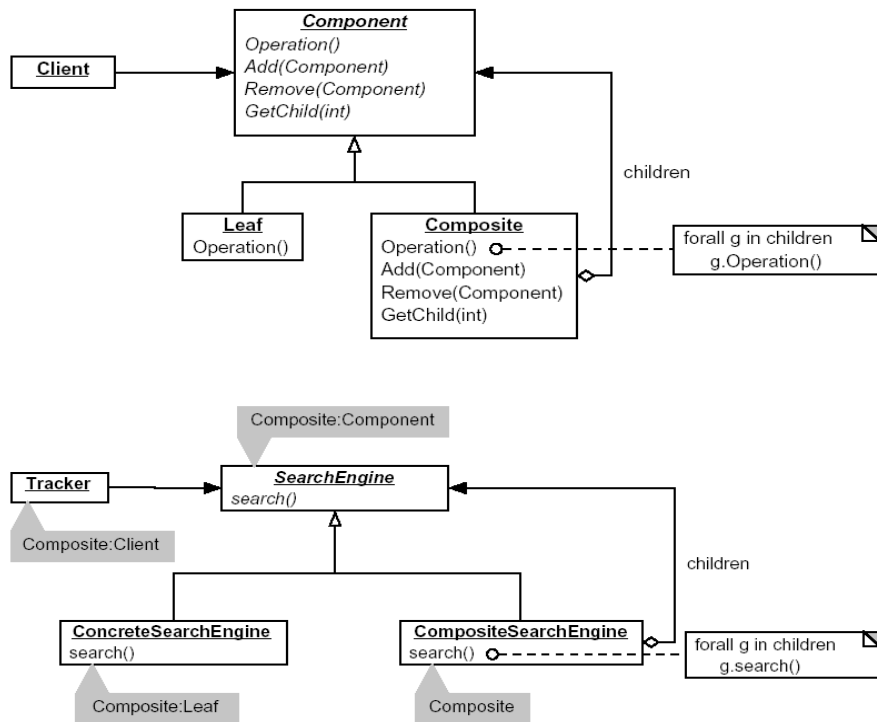 Component
Operation()
Add(Component)
Remove(Component)
GetChild(int)
Client
children
Leaf
Operation()
Composite
Operation()
Add(Component)
Remove(Component)
GetChild(int)
forall g in children
g.Operation()
Composite:Component
Tracker
SearchEngine
search()
Composite:Client
children
ConcreteSearchEngine
search()
CompositeSearchEngine
search()
forall g in children
g.search()
Composite:Leaf
Composite